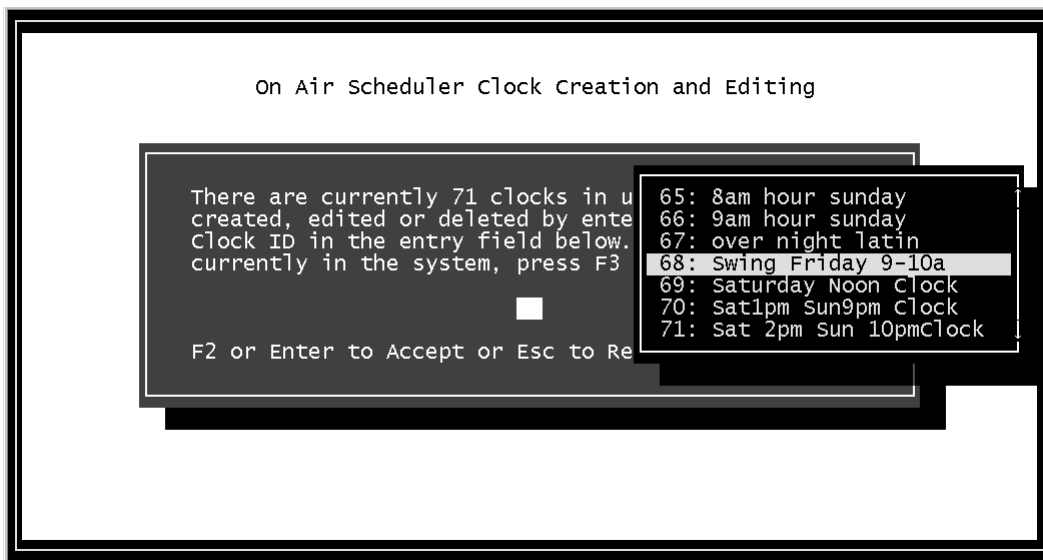 On Air Scheduler Clock Creation and Editing
There are currently 71 clocks in u
created, edited or deleted by ente
Clock ID in the entry field below.
currently in the system, press F3
F2 or Enter to Accept or Esc to Re
65: 8am hour sunday
66: 9am hour sunday
67: over night latin
68: Swing Friday 9-10a
69: Saturday Noon Clock
70: Sat1pm Sun9pm Clock
71: Sat 2pm Sun 10pmClock